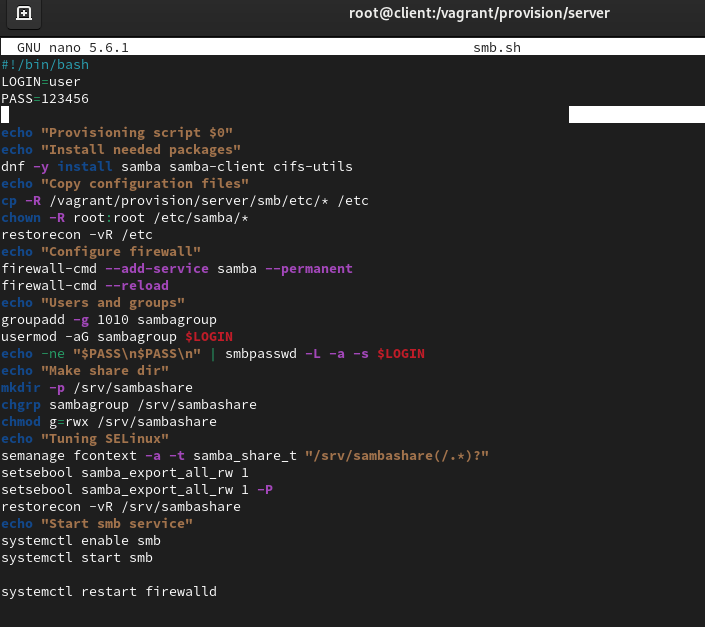 root@client:/vagrant/provision/server
GNU nano 5.6.1 smb.sh
#!/bin/bash
LOGIN=user
PASS=123456
echo "Provisioning script $0"
echo "Install needed packages"
dnf -y install samba samba-client cifs-utils
echo "Copy configuration files"
cp -R /vagrant/provision/server/smb/etc/* /etc
chown -R root:root /etc/samba/*
restorecon -vR /etc
echo "Configure firewall"
firewall-cmd --add-service samba --permanent
firewall-cmd --reload
echo "Users and groups"
groupadd -g 1010 sambagroup
usermod -aG sambagroup $LOGIN
echo -ne "$PASS\n$PASS\n" | smbpasswd -L -a -s $LOGIN
echo "Make share dir"
mkdir -p /srv/sambashare
chgrp sambagroup /srv/sambashare
chmod g=rwx /srv/sambashare
echo "Tuning SELinux"
semanage fcontext -a -t samba_share_t "/srv/sambashare(/.*)?"
setsebool samba_export_all_rw 1
setsebool samba_export_all_rw 1 -P
restorecon -vR /srv/sambashare
echo "Start smb service"
systemctl enable smb
systemctl start smb
systemctl restart firewalld